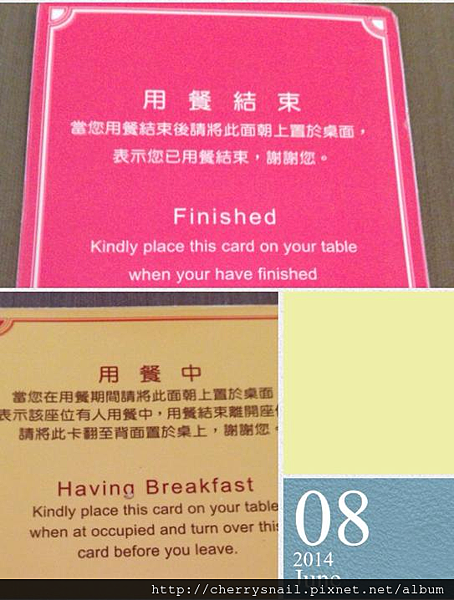 用餐結束
當您用餐結束後請將此面朝上置於桌面，
表示您已用餐結束，謝謝您。
Finished
Kindly place this card on your table
when your have finished
用餐中
當您在用餐期間請將此面朝上置於桌面
表示該座位有人用餐中，用餐結束離開座
請將此卡翻至背面置於桌上，謝謝您。
Having Breakfast
Kindly place this card on your table
when at occupied and turn over this
card before you leave.
08
2014
June
http://cherrysnail.pixnet.net/album